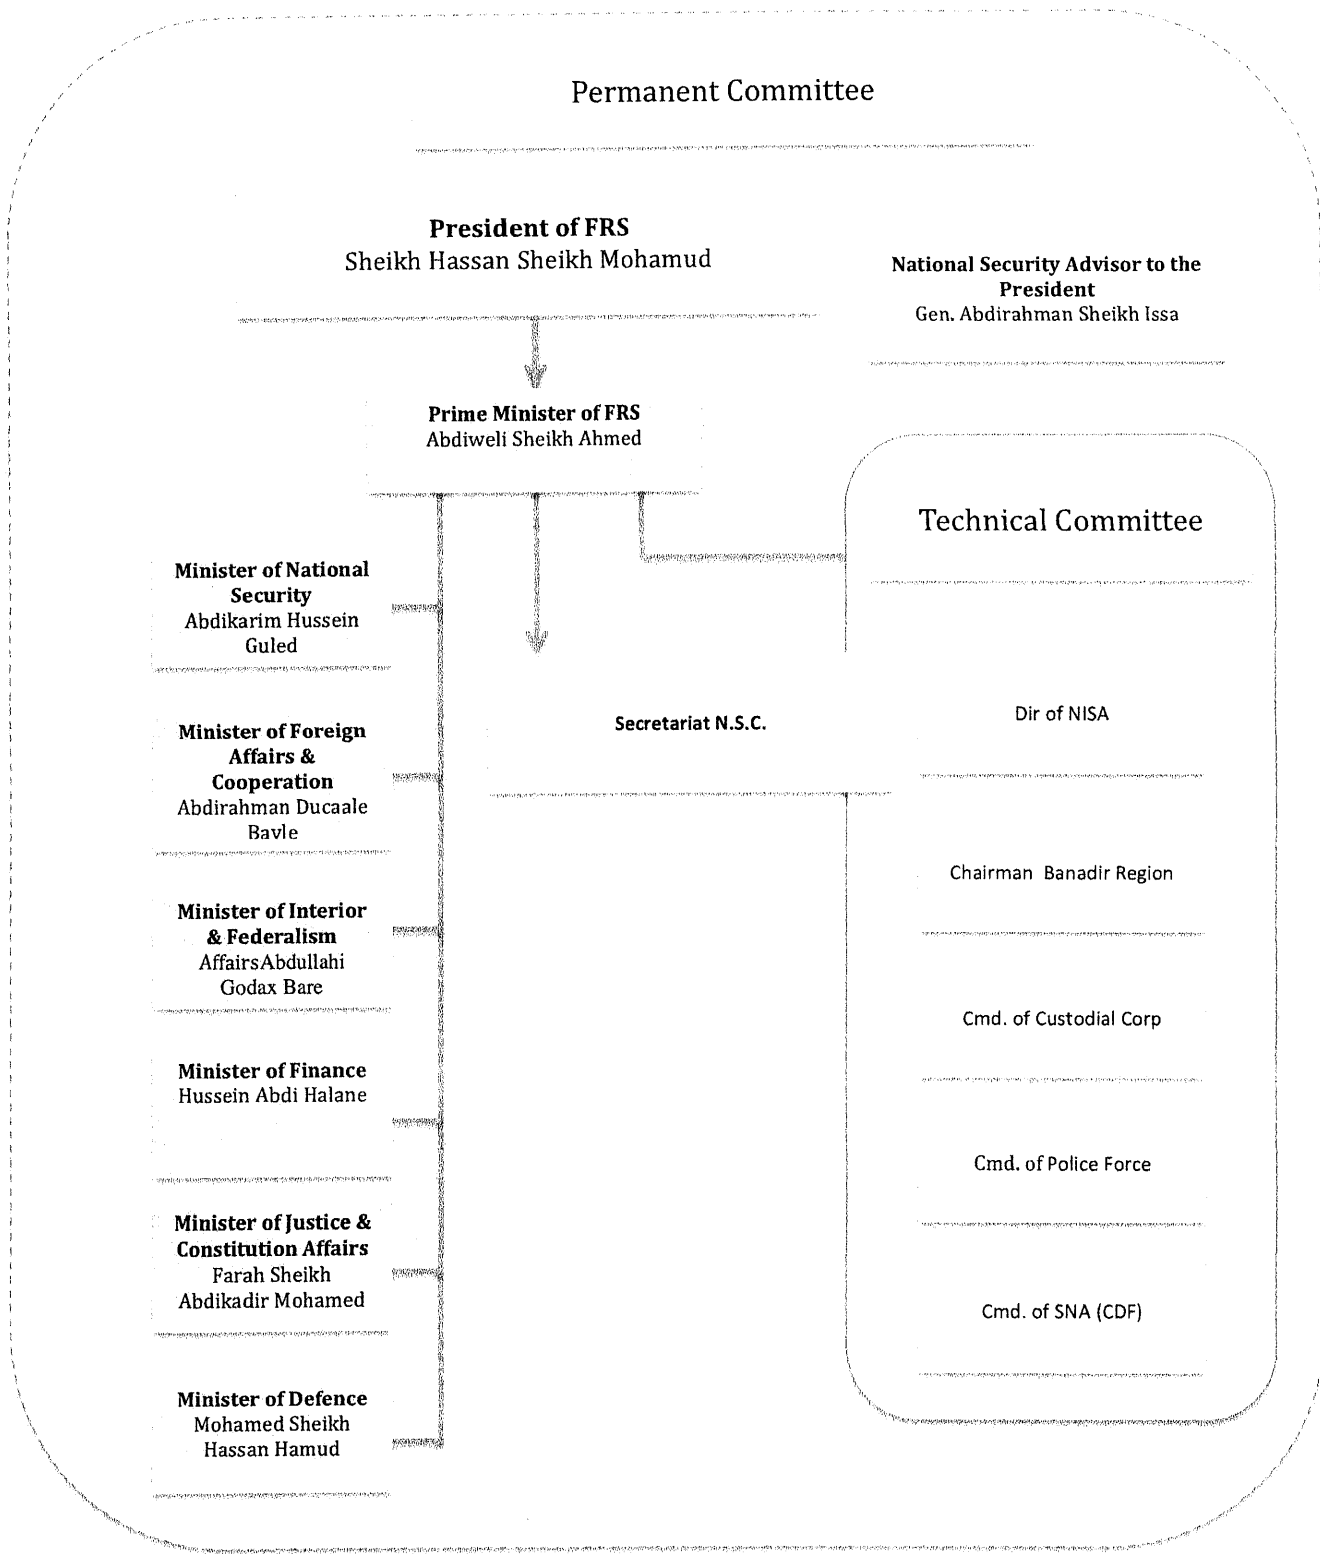 Permanent Committee
President of FRS
Sheikh Hassan Sheikh Mohamud
National Security Advisor to the
President
Gen. Abdirahman Sheikh Issa
Prime Minister of FRS
Abdiweli Sheikh Ahmed
Technical Committee
Minister of National
Security
Abdikarim Hussein
Guled
Secretariat N.S.C.
Dir of NISA
Minister of Foreign
Affairs &
Cooperation
Abdirahman Ducaale
Bavle
Chairman Banadir Region
Minister of Interior
& Federalism
AffairsAbdullahi
Godax Bare
Cmd. of Custodial Corp
Minister of Finance
Hussein Abdi Halane
Cmd. of Police Force
Minister of Justice &
Constitution Affairs
Farah Sheikh
Abdikadir Mohamed
Cmd. of SNA (CDF)
Minister of Defence
Mohamed Sheikh
Hassan Hamud